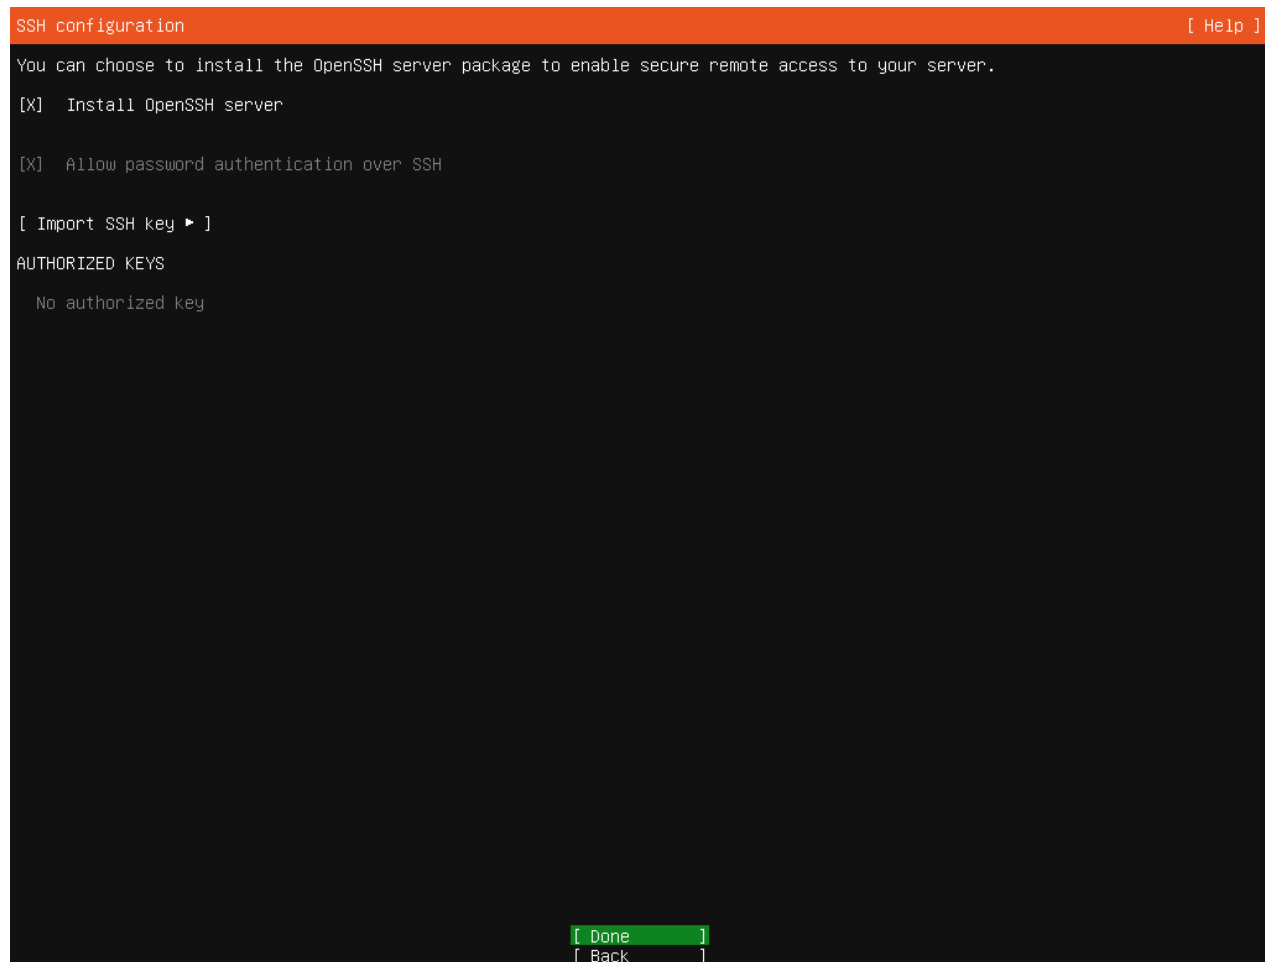 SSH configuration [ Help ]
You can choose to install the OpenSSH server package to enable secure remote access to your server.
[X] Install OpenSSH server
[X] Allow password authentication over SSH
[ Import SSH key ▸ ]
AUTHORIZED KEYS
No authorized key
[ Done ]
[ Back ]